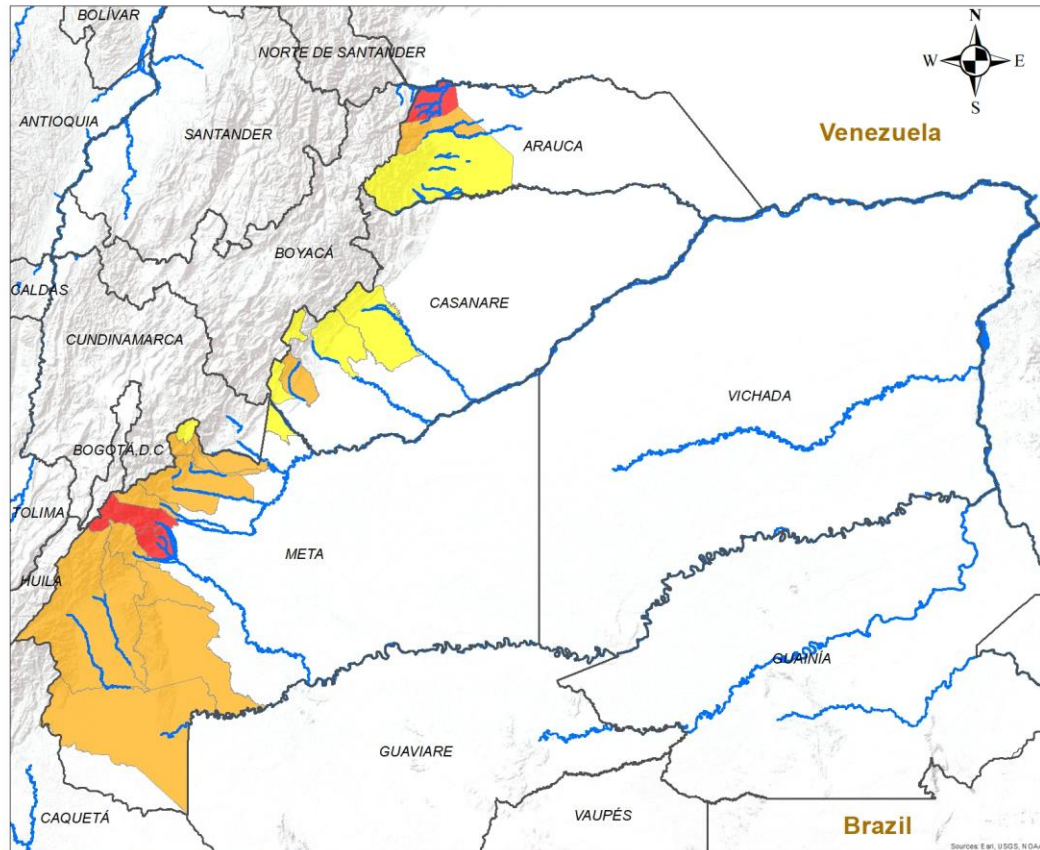 BOLÍVAR
NORTE DE SANTANDER
N
W E
S
ANTIOQUIA
SANTANDER
ARAUCA
Venezuela
BOYACÁ
CALDAS
CASANARE
CUNDINAMARCA
VICHADA
BOGOTÁ,D.C
TOLIMA
META
HUILA
GUAINÍA
GUAVIARE
CAQUETÁ
VAUPÉS
Brazil
Sources: Esri, USGS, NOAA